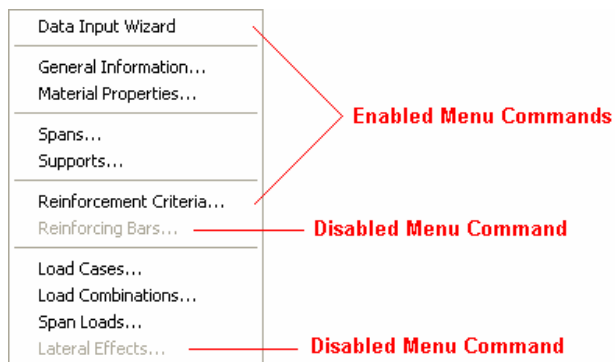 Data Input Wizard
General Information...
Material Properties...
Enabled Menu Commands
Spans...
Supports...
Reinforcement Criteria...
Reinforcing Bars...
Disabled Menu Command
Load Cases...
Load Combinations...
Span Loads...
Lateral Effects...
Disabled Menu Command